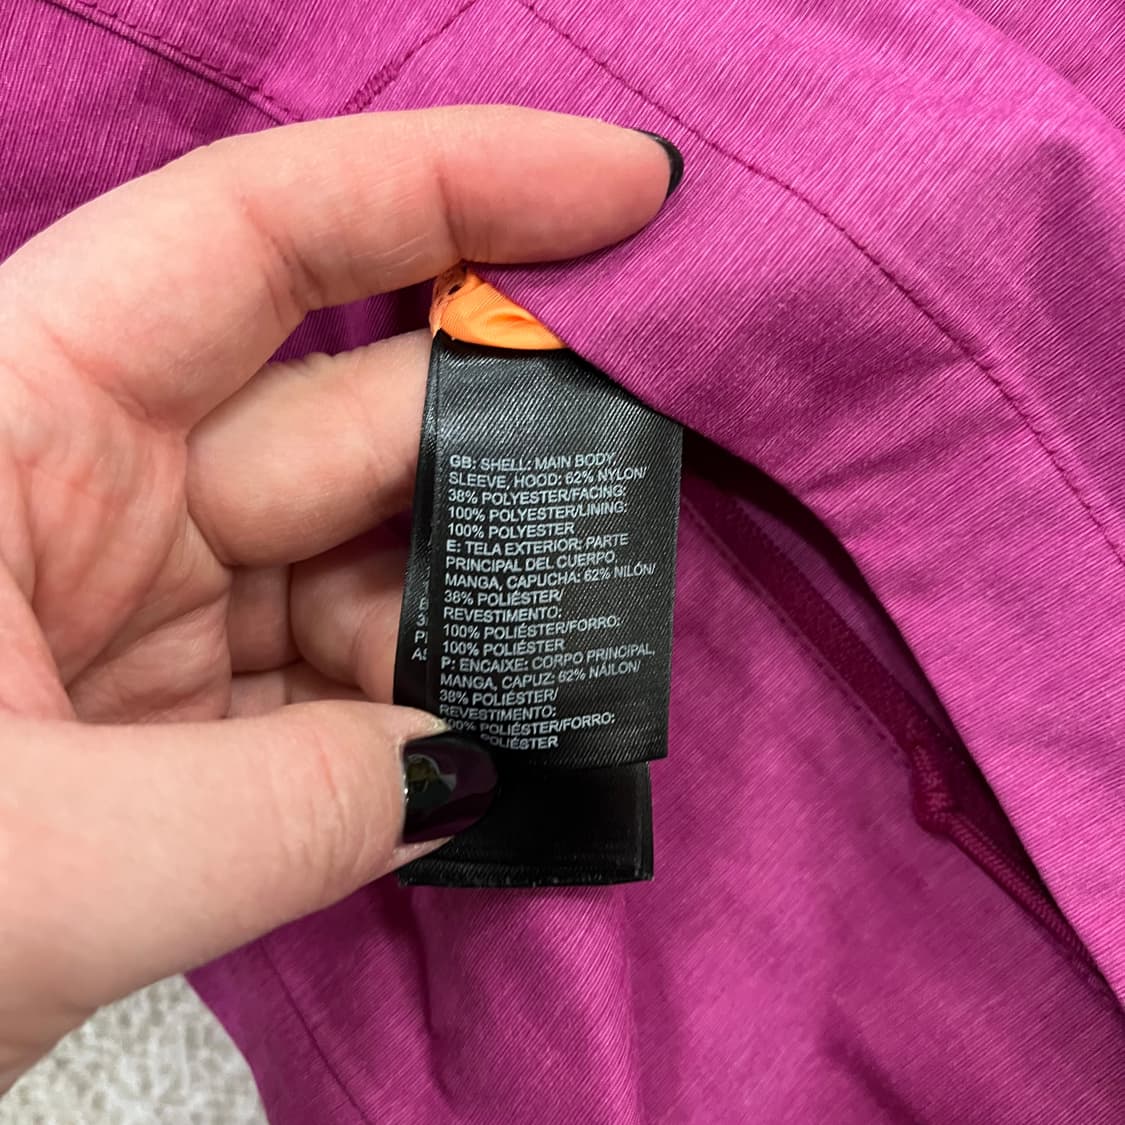 GB: SHELL: MAIN BODY,
SLEEVE, HOOD: 62% NYLON/
38% POLYESTER/FACING:
100% POLYESTER/LINING:
100% POLYESTER
E: TELA EXTERIOR: PARTE
PRINCIPAL DEL CUERPO,
MANGA, CAPUCHA: 62% NILÓN/
38% POLIÉSTER/
REVESTIMENTO:
100% POLIÉSTER/FORRO:
100% POLIÉSTER
P: ENCAIXE: CORPO PRINCIPAL,
MANGA, CAPUZ: 62% NÁILON/
38% POLIÉSTER/
REVESTIMENTO:
100% POLIÉSTER/FORRO:
POLIÉSTER